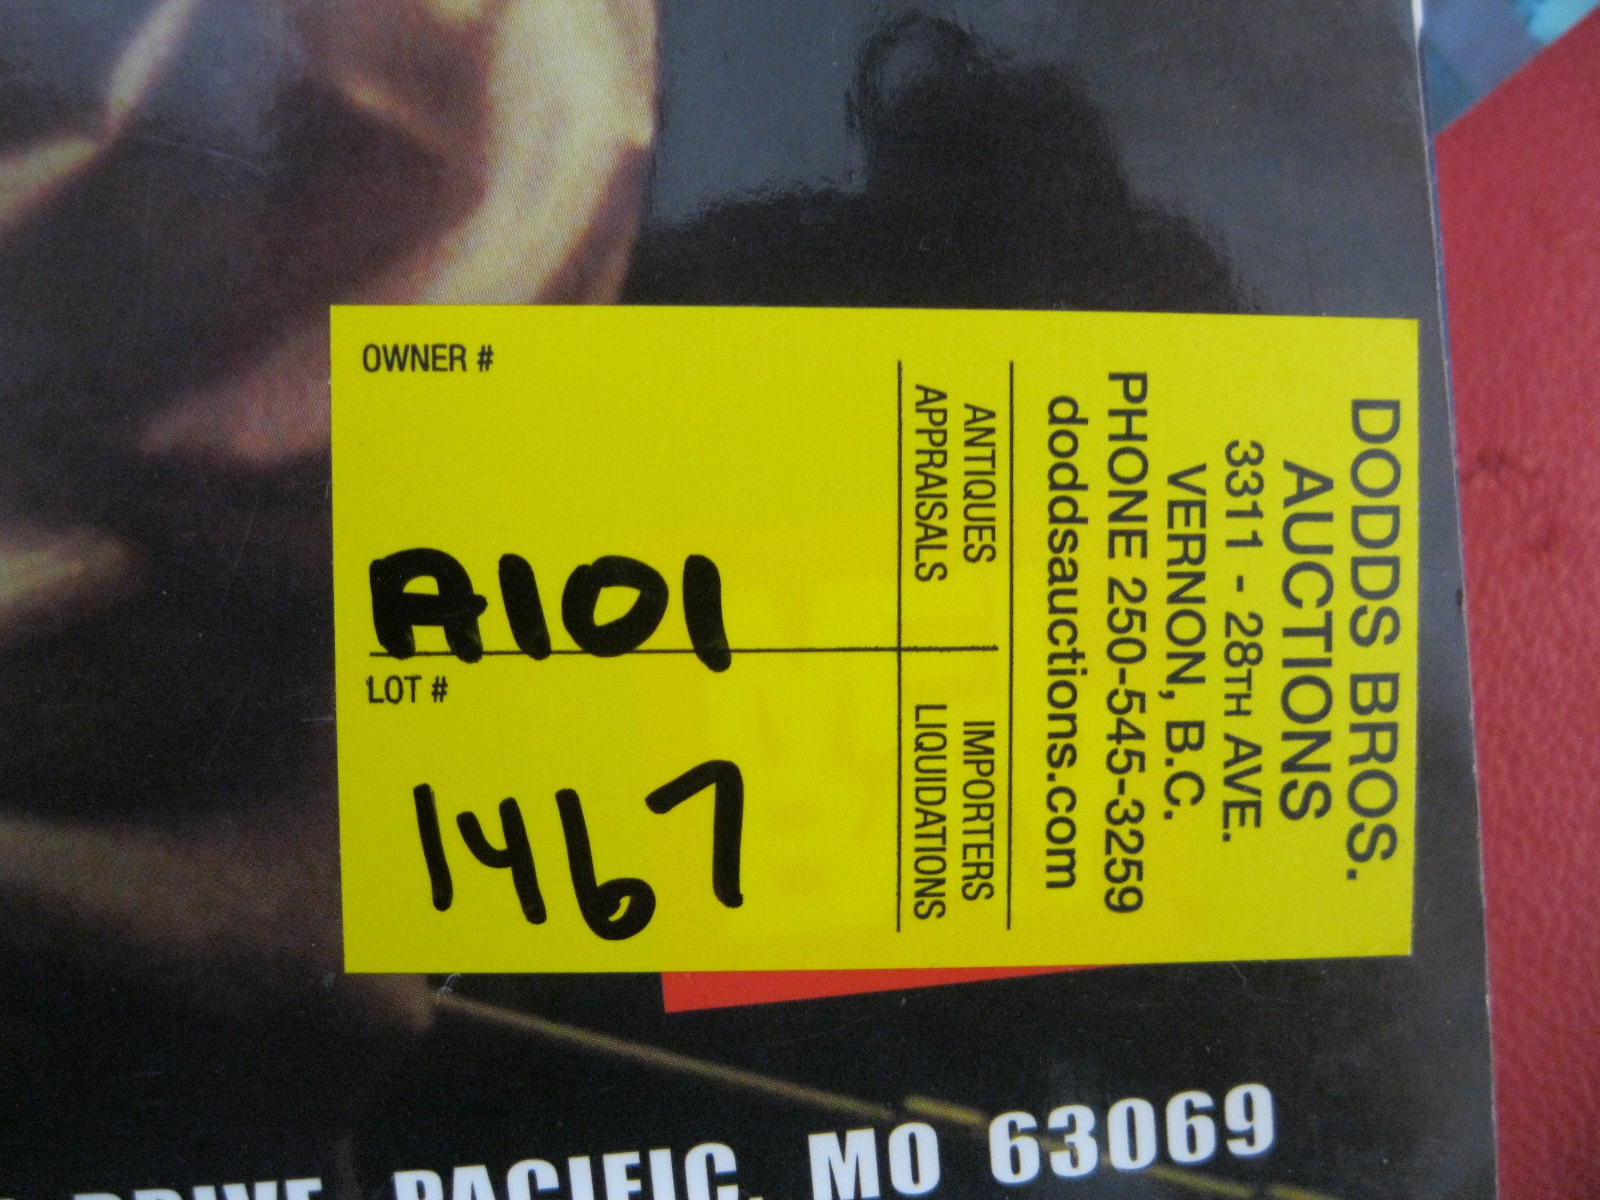 DODDS BROS.
AUCTIONS
3311 - 28TH AVE.
VERNON, B.C.
PHONE 250-545-3259
doddsauctions.com
ANTIQUES IMPORTERS
APPRAISALS LIQUIDATIONS
OWNER #
A101
LOT #
1467
DRIVE PACIFIC, MO 63069